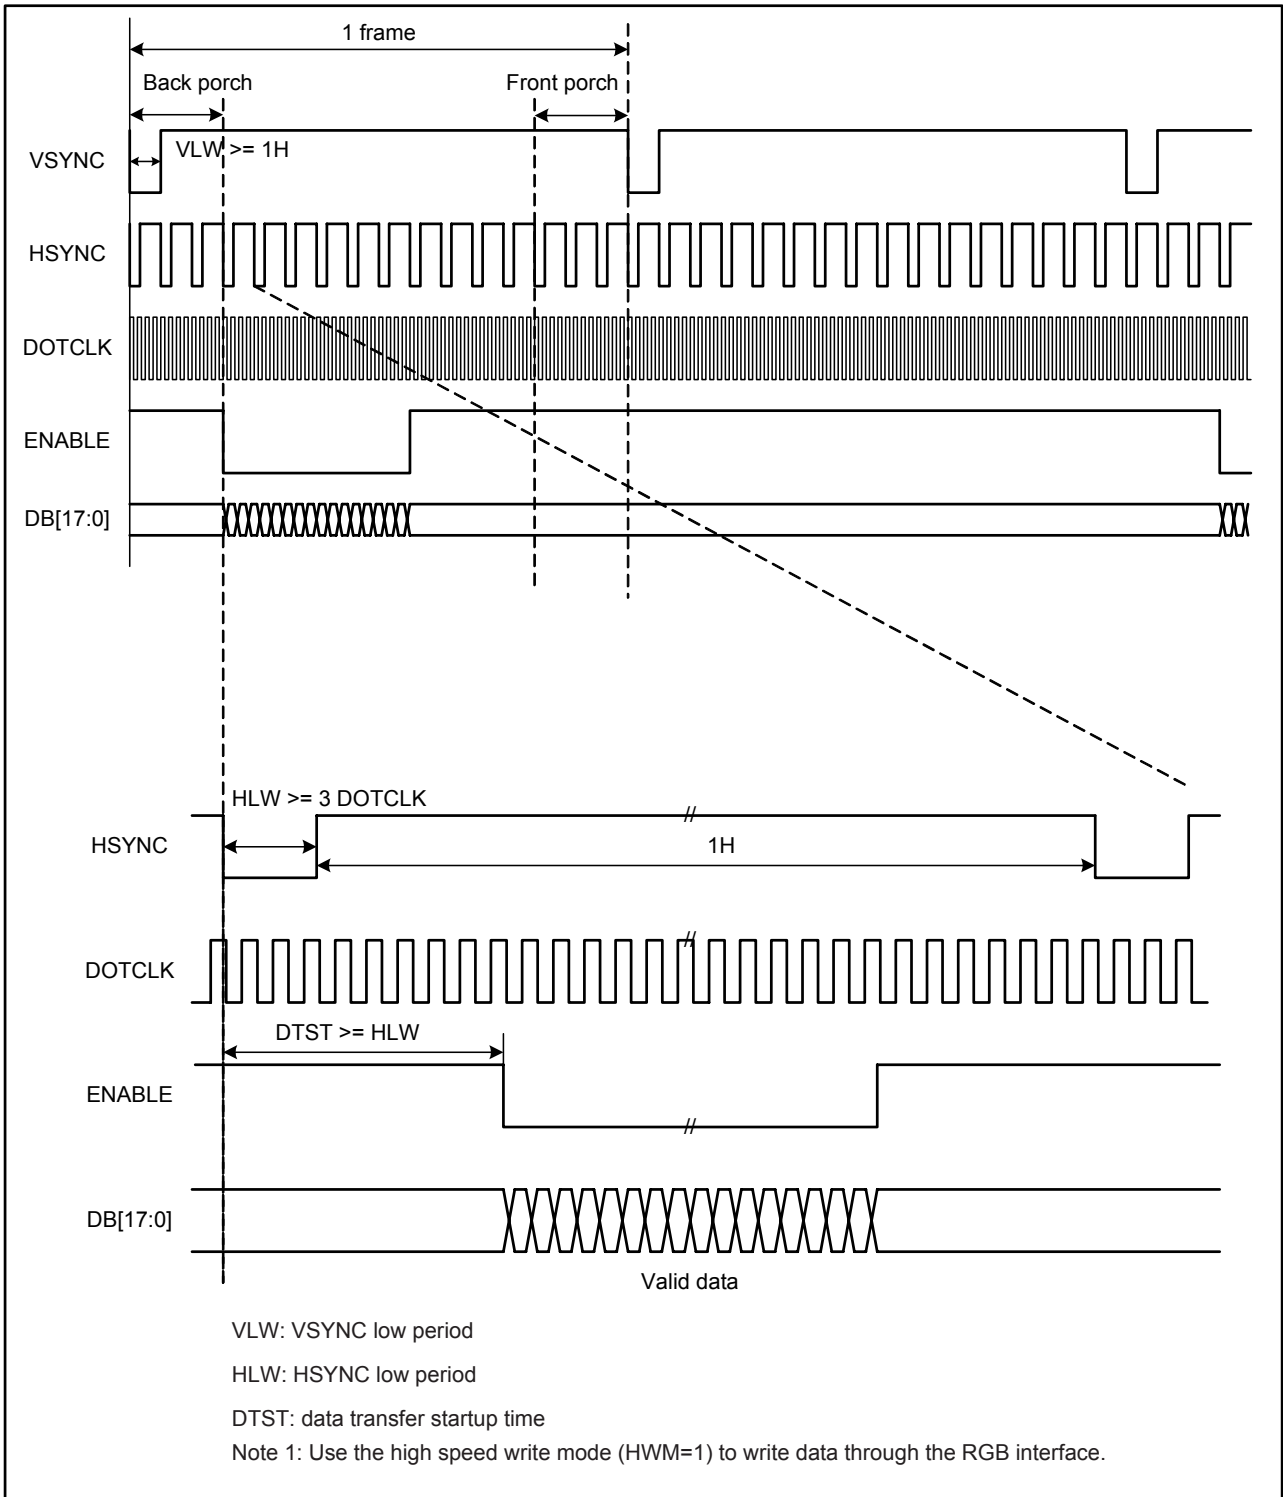 1 frame
Back porch
Front porch
VSYNC
VLW >= 1H
HSYNC
DOTCLK
ENABLE
DB[17:0]
HLW >= 3 DOTCLK
//
HSYNC
1H
//
DOTCLK
DTST >= HLW
ENABLE
//
DB[17:0]
Valid data
VLW: VSYNC low period
HLW: HSYNC low period
DTST: data transfer startup time
Note 1: Use the high speed write mode (HWM=1) to write data through the RGB interface.